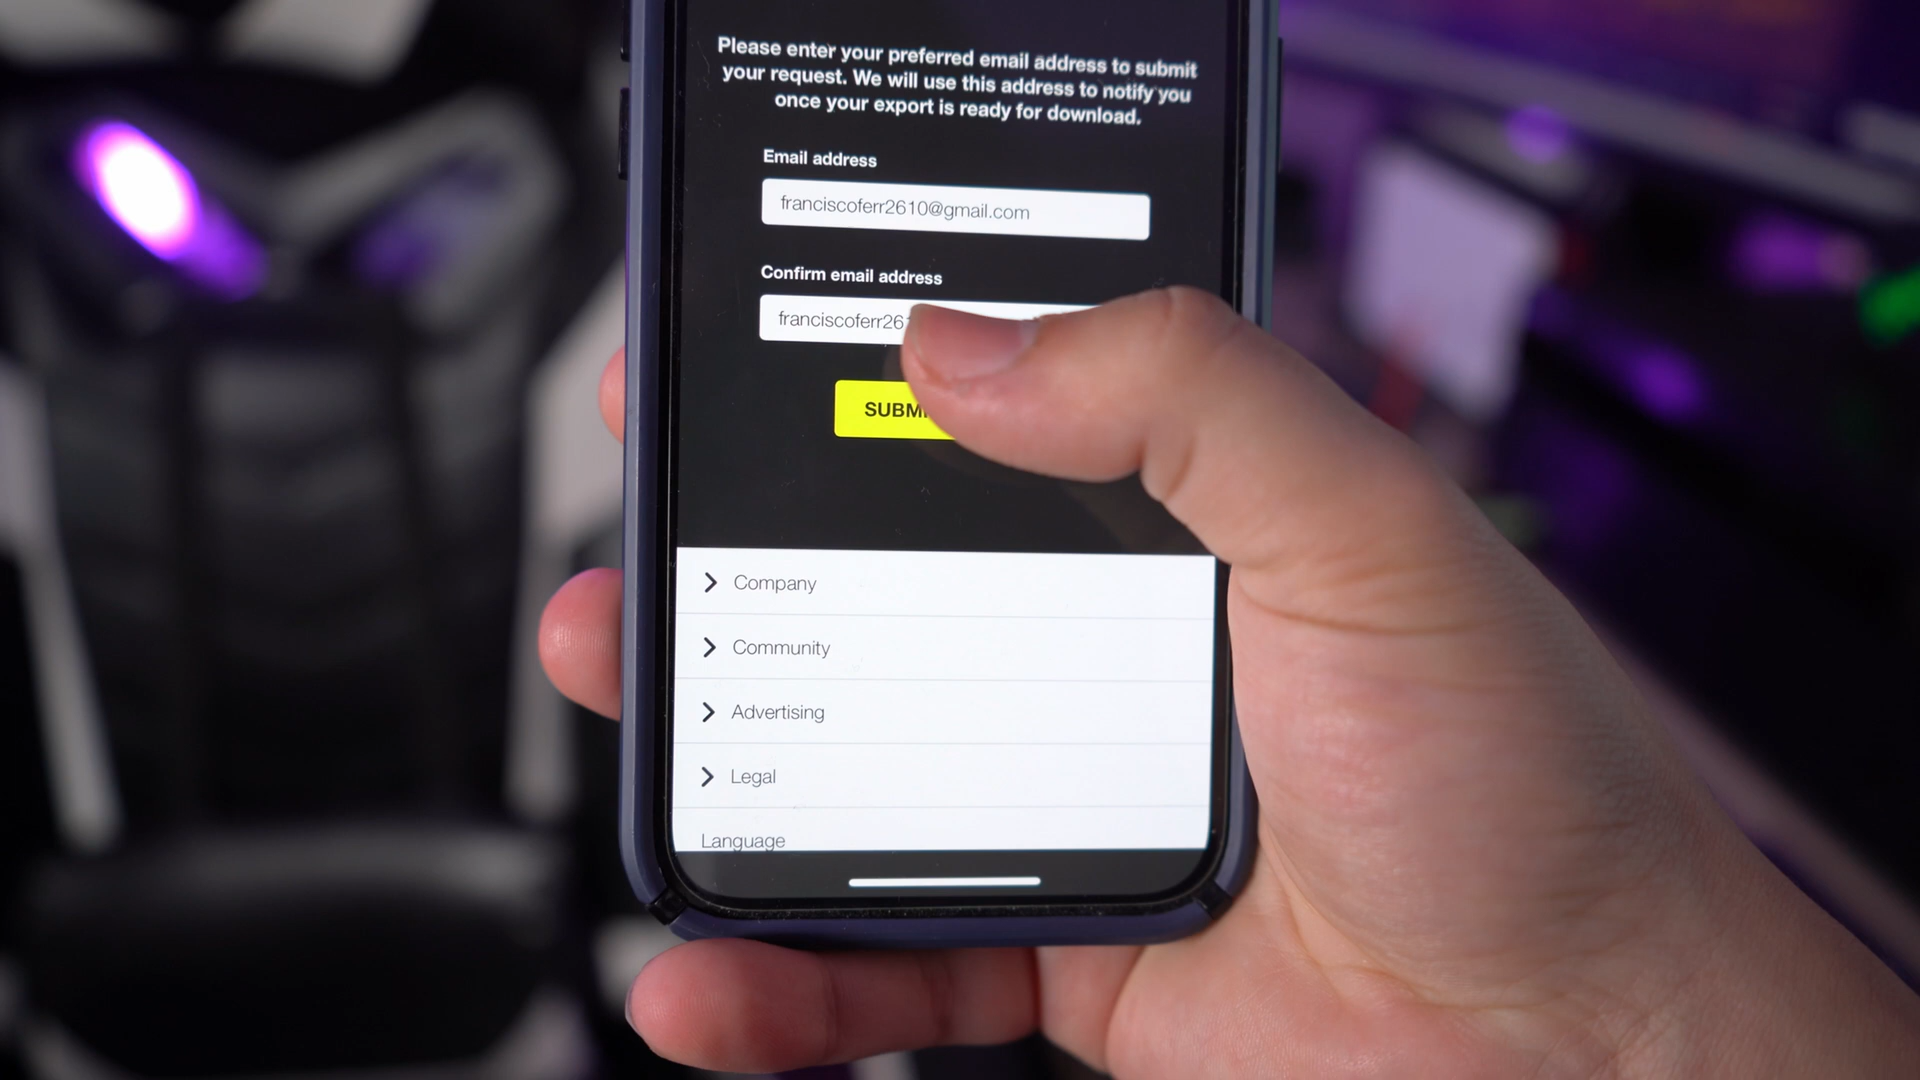 Please enter your preferred email address to submit
your request. We will use this address to notify you
once your export is ready for download.
Email address
franciscoferr2610@gmail.com
Confirm email address
franciscoferr26
SUBM
Company
Community
Advertising
Legal
Language